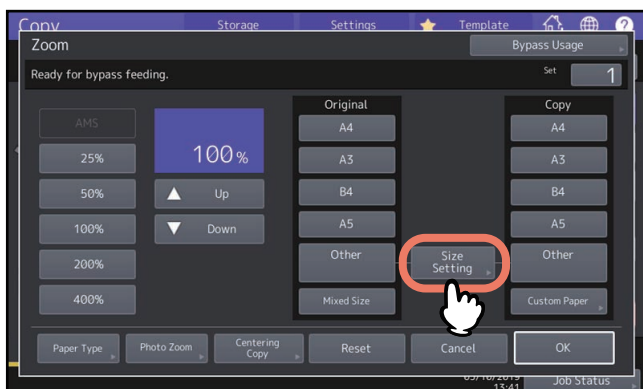 Copy
Storage
Settings
Template
?
Zoom
Bypass Usage
Ready for bypass feeding.
Set
1
AMS
25%
50%
100%
200%
400%
100 %
Up
Down
Original
A4
A3
B4
A5
Other
Mixed Size
Size
Setting
Copy
A4
A3
B4
A5
Other
Custom Paper
Paper Type
Photo Zoom
Centering
Copy
Reset
Cancel
OK
13:41
Job Status